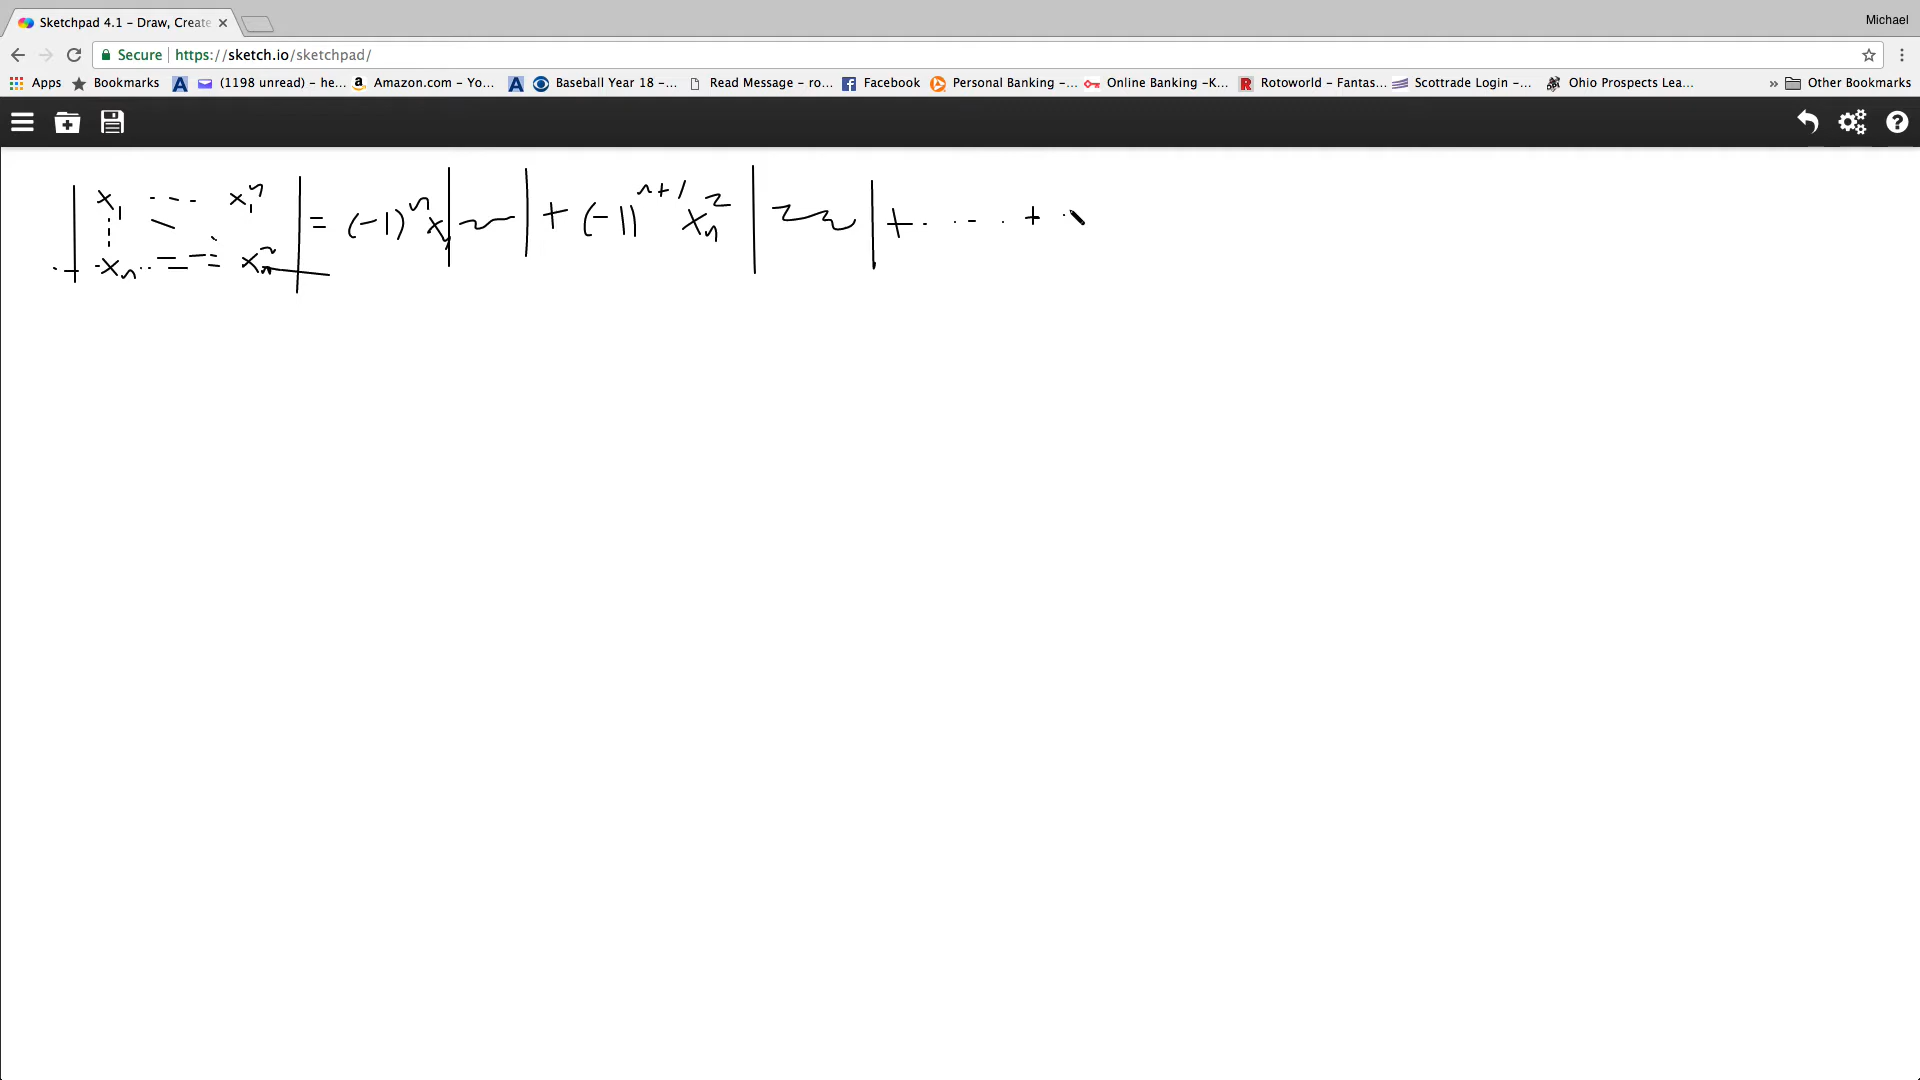 Sketchpad 4.1 – Draw, Create
Michael
Secure https://sketch.io/sketchpad/
Apps Bookmarks (1198 unread) – he... Amazon.com – Yo... Baseball Year 18 –... Read Message – ro... Facebook Personal Banking –... Online Banking –K... Rotoworld – Fantas... Scottrade Login –... Ohio Prospects Lea... » Other Bookmarks
| x₁ ---- x₁ⁿ | = (-1)ⁿ x | | + (-1)ⁿ⁺¹ xₙ² | | + . . . . +
xₙ xₙ